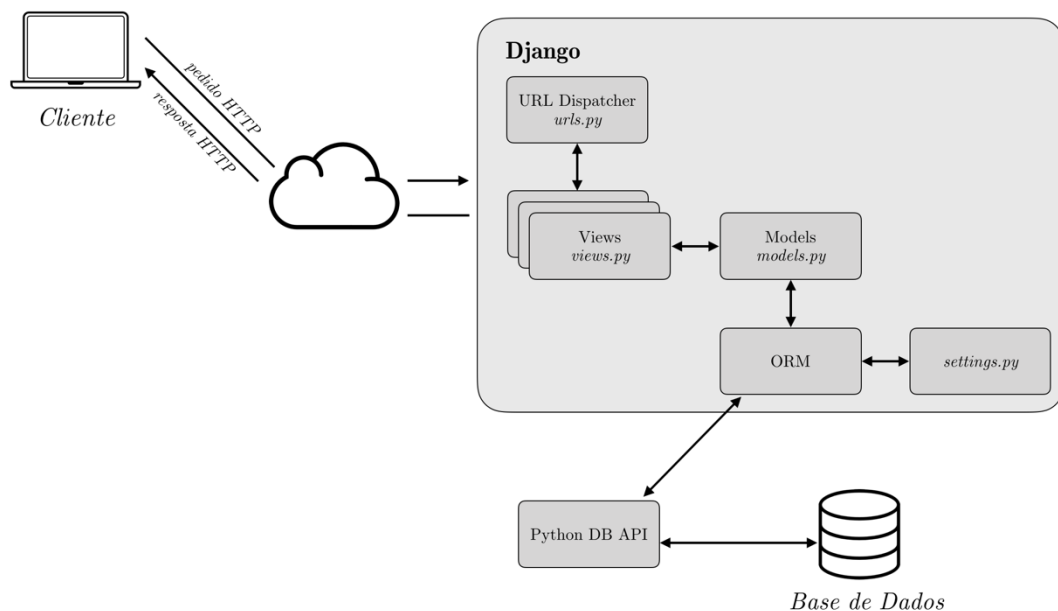 Django
URL Dispatcher
urls.py
pedido HTTP
resposta HTTP
Cliente
Views
views.py
Models
models.py
ORM
settings.py
Python DB API
Base de Dados